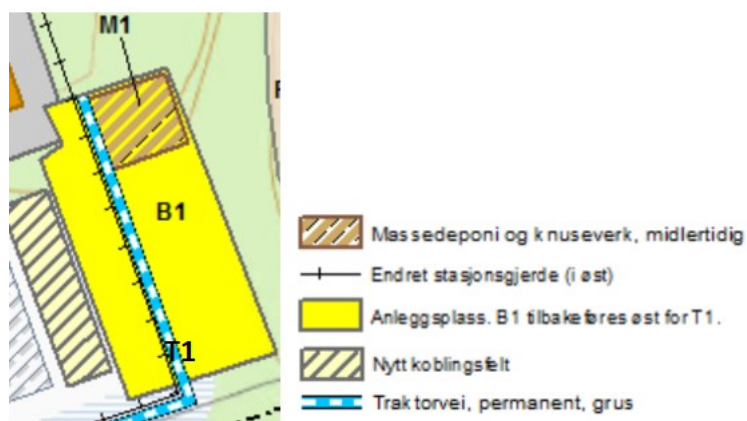 M1
B1
T1
Massedeponi og knuseverk, midlertidig
Endret stasjonsgjerde (i øst)
Anleggsplass. B1 tilbakeføres øst for T1.
Nytt koblingsfelt
Traktorvei, permanent, grus